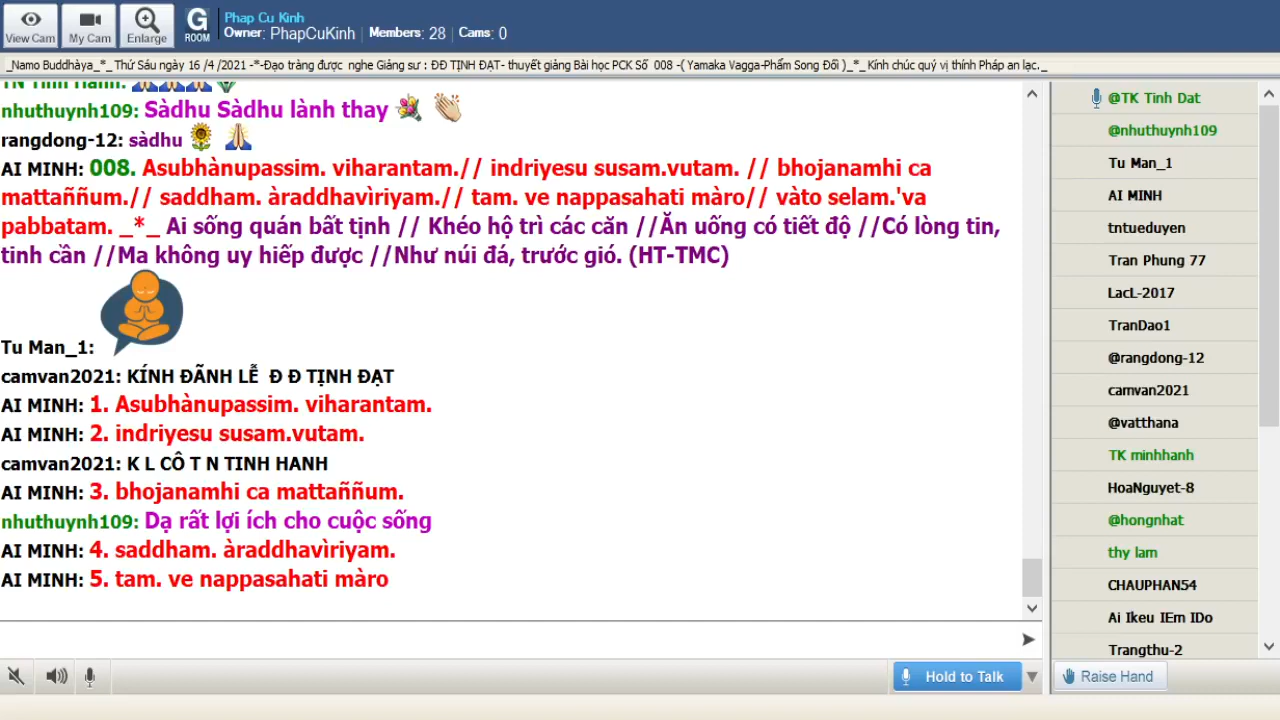 View Cam
My Cam
Enlarge
G
ROOM
Phap Cu Kinh
Owner: PhapCuKinh | Members: 28 | Cams: 0
_Namo Buddhàya_*_ Thứ Sáu ngày 16 /4 /2021 -*-Đạo tràng được nghe Giảng sư : ĐĐ TỊNH ĐẠT- thuyết giảng Bài học PCK Số 008 -( Yamaka Vagga-Phẩm Song Đối )_*_ Kính chúc quý vị thính Pháp an lạc._
TN Tinh Hanh:
nhuthuynh109: Sàdhu Sàdhu lành thay
rangdong-12: sàdhu
AI MINH: 008. Asubhànupassim. viharantam.// indriyesu susam.vutam. // bhojanamhi ca
mattaññum.// saddham. àraddhavìriyam.// tam. ve nappasahati màro// vàto selam.'va
pabbatam. _*_ Ai sống quán bất tịnh // Khéo hộ trì các căn //Ăn uống có tiết độ //Có lòng tin,
tinh cần //Ma không uy hiếp được //Như núi đá, trước gió. (HT-TMC)
Tu Man_1:
camvan2021: KÍNH ĐÃNH LỄ Đ Đ TỊNH ĐẠT
AI MINH: 1. Asubhànupassim. viharantam.
AI MINH: 2. indriyesu susam.vutam.
camvan2021: K L CÔ T N TINH HANH
AI MINH: 3. bhojanamhi ca mattaññum.
nhuthuynh109: Dạ rất lợi ích cho cuộc sống
AI MINH: 4. saddham. àraddhavìriyam.
AI MINH: 5. tam. ve nappasahati màro
@TK Tinh Dat
@nhuthuynh109
Tu Man_1
AI MINH
tntueduyen
Tran Phung 77
LacL-2017
TranDao1
@rangdong-12
camvan2021
@vatthana
TK minhhanh
HoaNguyet-8
@hongnhat
thy lam
CHAUPHAN54
Ai Ikeu IEm IDo
Trangthu-2
Hold to Talk
Raise Hand